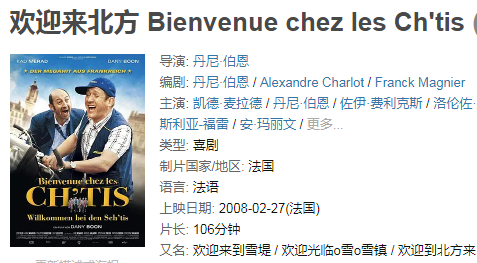 欢迎来北方 Bienvenue chez les Ch'tis (
KAD MERAD
DANY BOON
DER MEGAHIT AUS FRANKREICH
Bienvenue chez les
CH'TIS
Willkommen bei den Sch'tis
DANY BOON
导演: 丹尼·伯恩
编剧: 丹尼·伯恩 / Alexandre Charlot / Franck Magnier
主演: 凯德·麦拉德 / 丹尼·伯恩 / 佐伊·费利克斯 / 洛伦佐·
斯利亚-福雷 / 安·玛丽文 / 更多...
类型: 喜剧
制片国家/地区: 法国
语言: 法语
上映日期: 2008-02-27(法国)
片长: 106分钟
又名: 欢迎来到雪堤 / 欢迎光临o雪o雪镇 / 欢迎到北方来